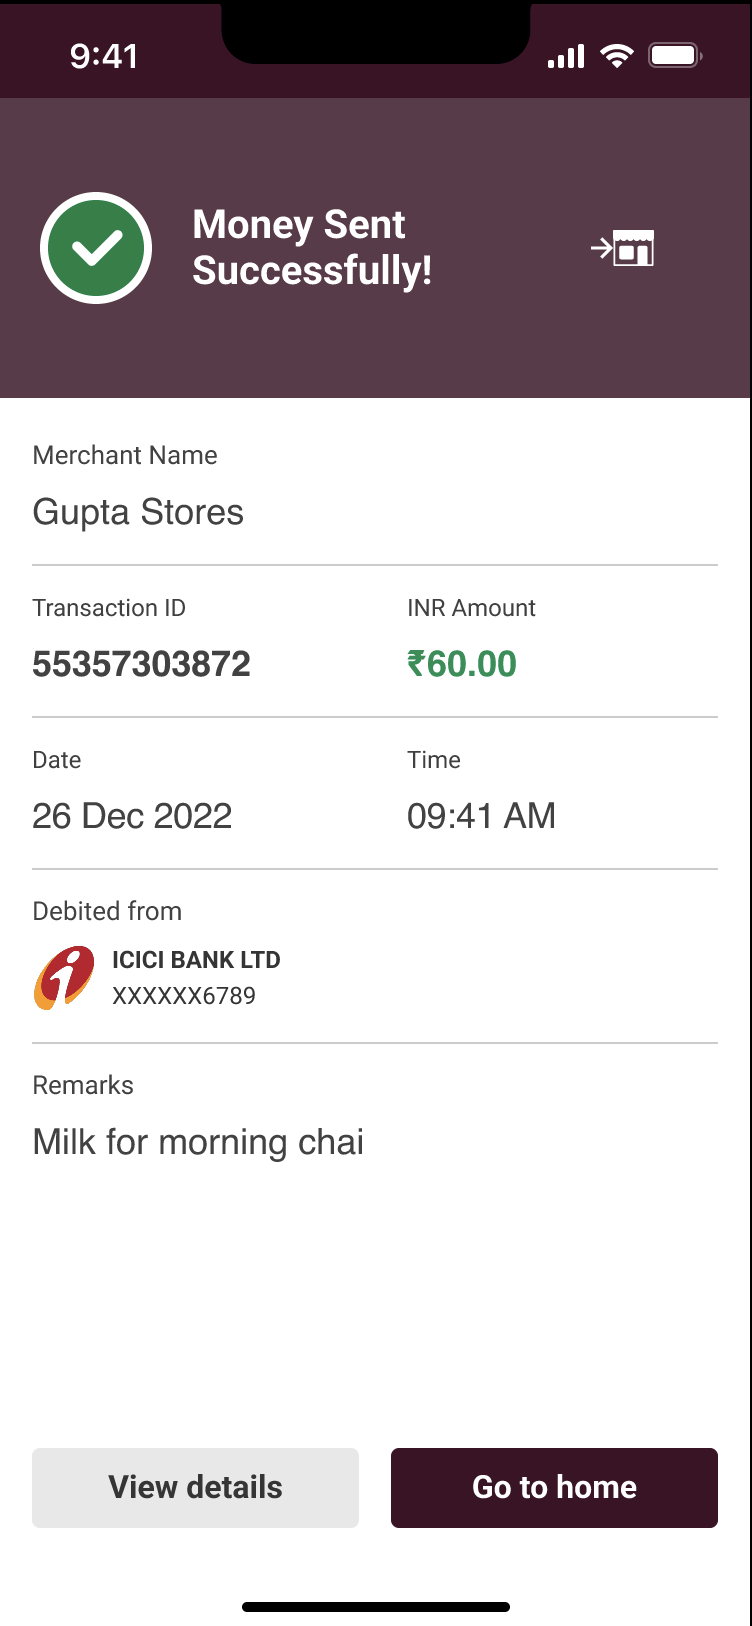 9:41
Money Sent
Successfully!
Merchant Name
Gupta Stores
Transaction ID
INR Amount
55357303872
₹60.00
Date
Time
26 Dec 2022
09:41 AM
Debited from
ICICI BANK LTD
XXXXXX6789
Remarks
Milk for morning chai
View details
Go to home